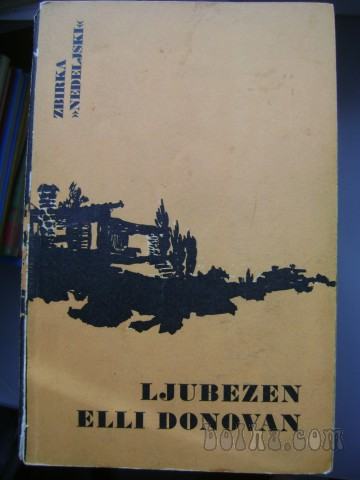 ZBIRKA
»NEDELJSKI«
LJUBEZEN
ELLI DONOVAN
bolha.com